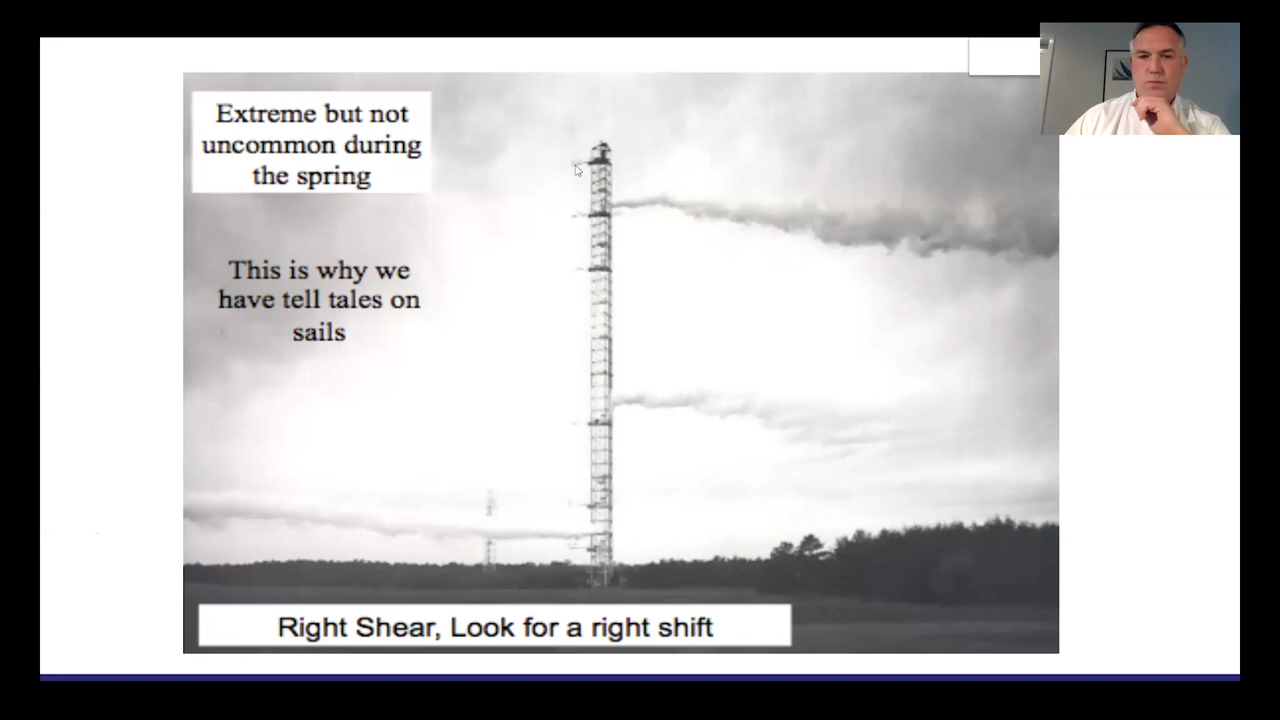 Extreme but not
uncommon during
the spring
This is why we
have tell tales on
sails
Right Shear, Look for a right shift